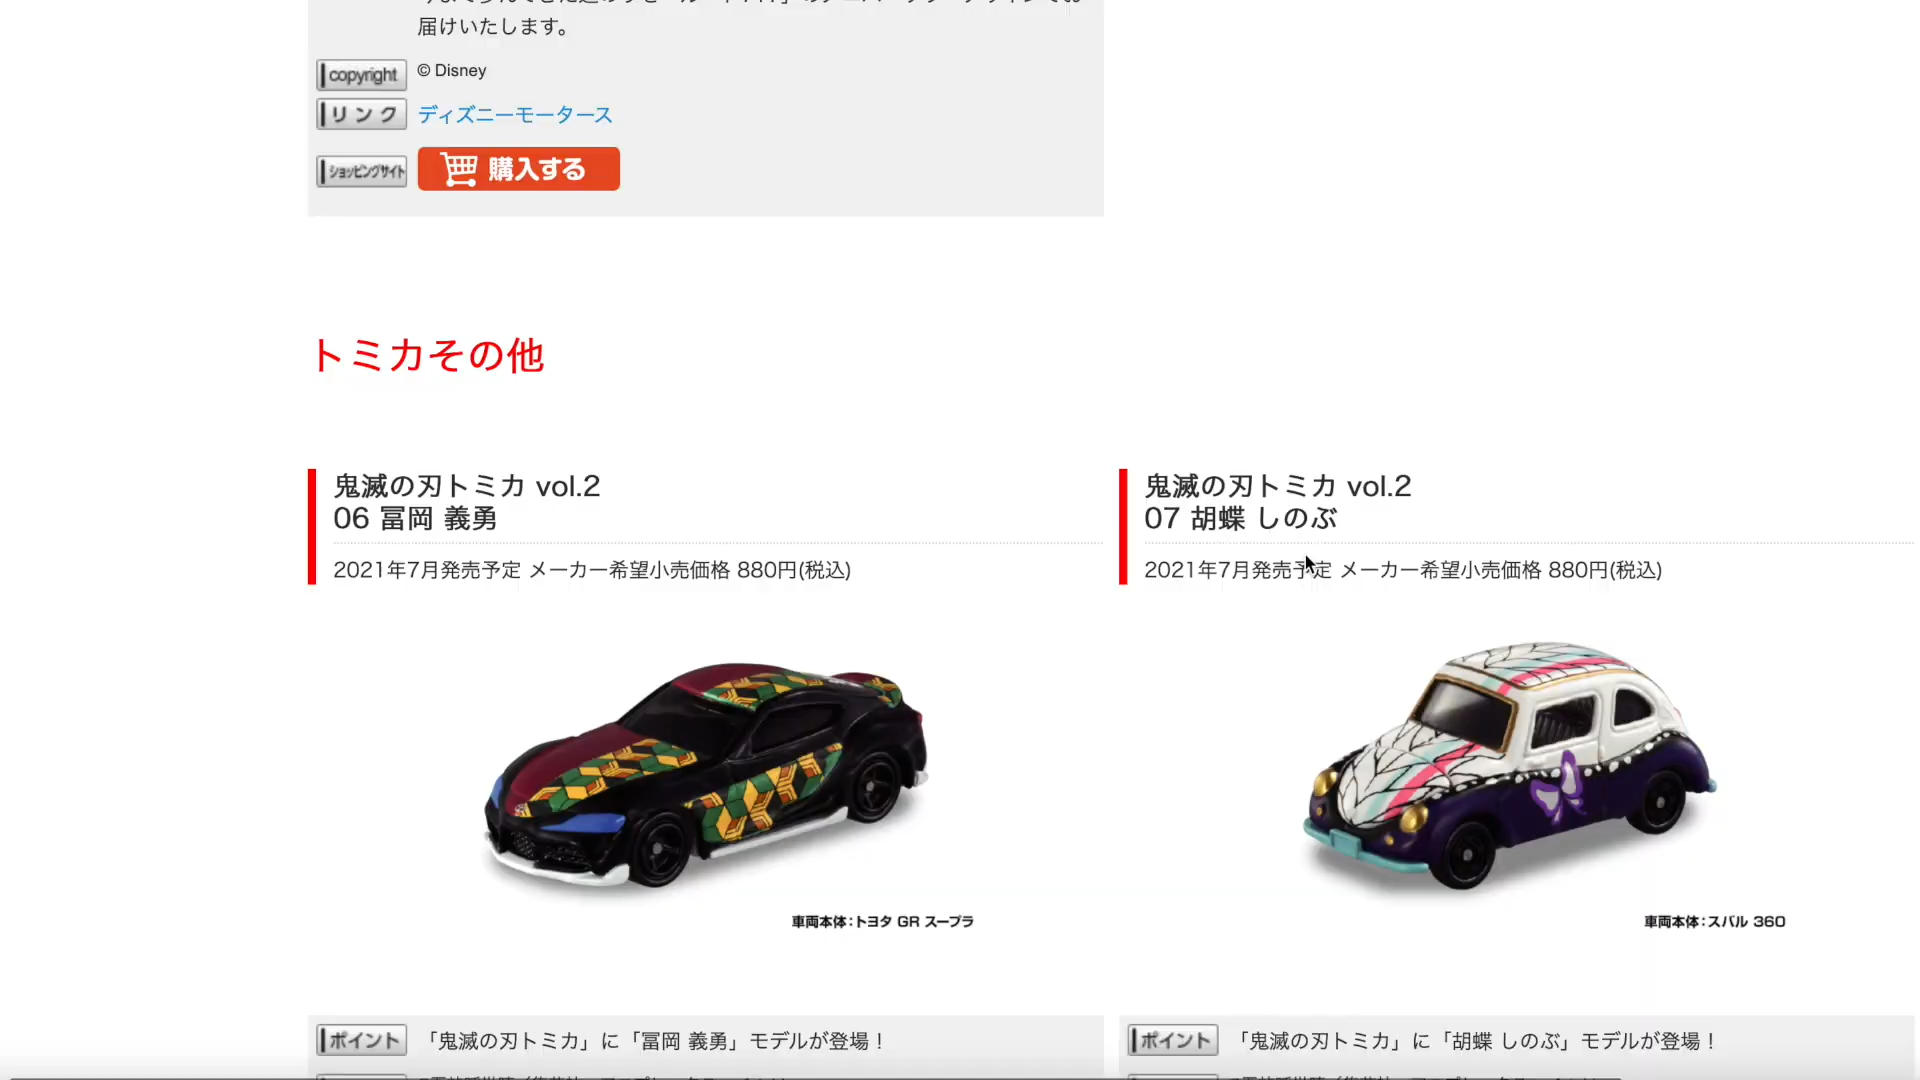 届けいたします。
copyright © Disney
リンク ディズニーモータース
ショッピングサイト 購入する
トミカその他
鬼滅の刃トミカ vol.2
06 冨岡 義勇
2021年7月発売予定 メーカー希望小売価格 880円(税込)
車両本体:トヨタ GR スープラ
ポイント 「鬼滅の刃トミカ」に「冨岡 義勇」モデルが登場！
鬼滅の刃トミカ vol.2
07 胡蝶 しのぶ
2021年7月発売予定 メーカー希望小売価格 880円(税込)
車両本体:スバル 360
ポイント 「鬼滅の刃トミカ」に「胡蝶 しのぶ」モデルが登場！